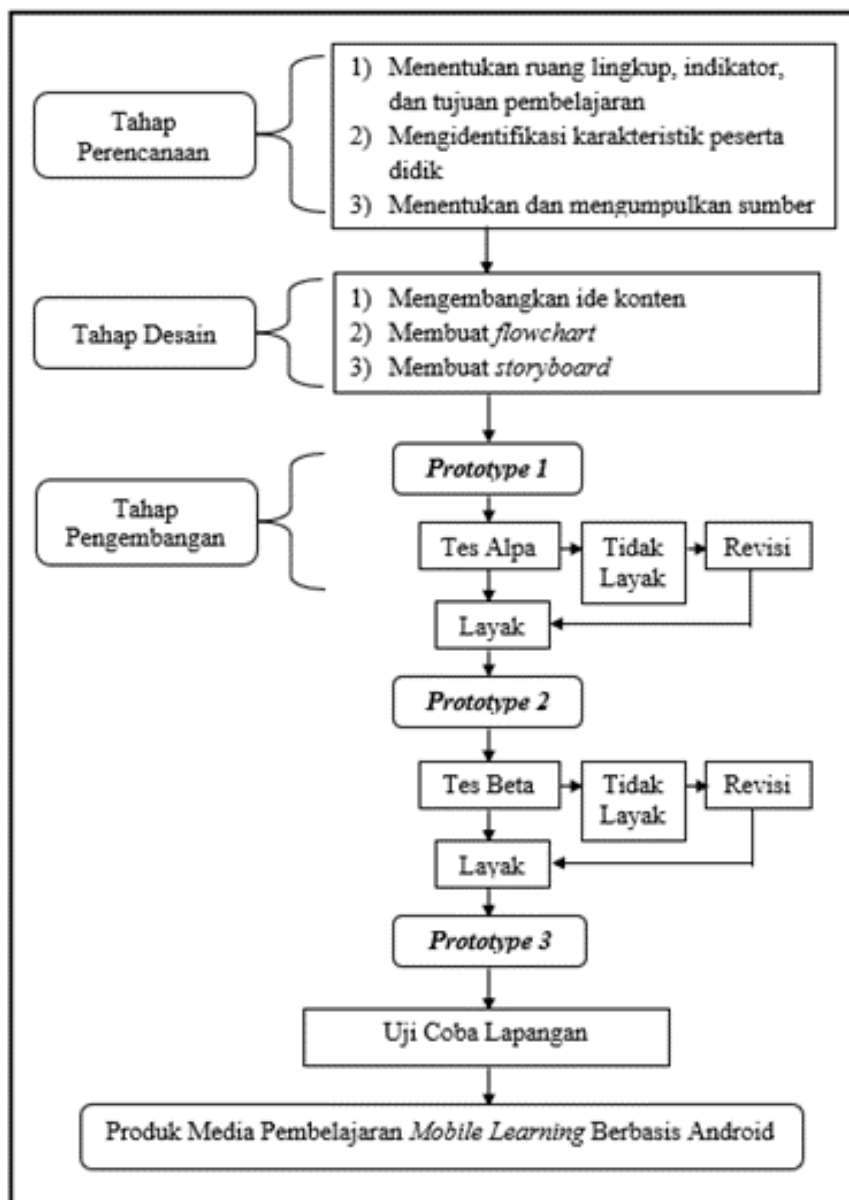 Tahap
Perencanaan
1) Menentukan ruang lingkup, indikator,
dan tujuan pembelajaran
2) Mengidentifikasi karakteristik peserta
didik
3) Menentukan dan mengumpulkan sumber
Tahap Desain
1) Mengembangkan ide konten
2) Membuat flowchart
3) Membuat storyboard
Tahap
Pengembangan
Prototype 1
Tes Alpa
Tidak
Layak
Revisi
Layak
Prototype 2
Tes Beta
Tidak
Layak
Revisi
Layak
Prototype 3
Uji Coba Lapangan
Produk Media Pembelajaran Mobile Learning Berbasis Android